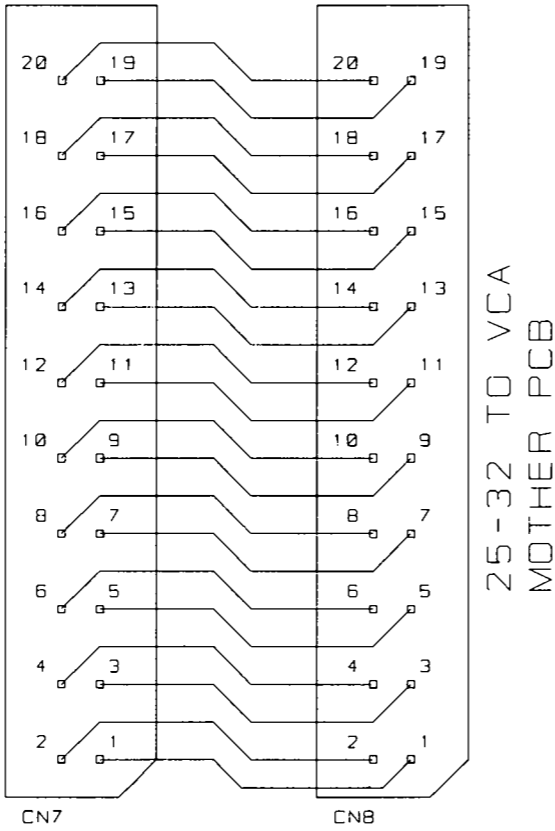 20 19 20 19
18 17 18 17
16 15 16 15
14 13 14 13
12 11 12 11
10 9 10 9
8 7 8 7
6 5 6 5
4 3 4 3
2 1 2 1
CN7 CN8
25-32 TO VCA
MOTHER PCB